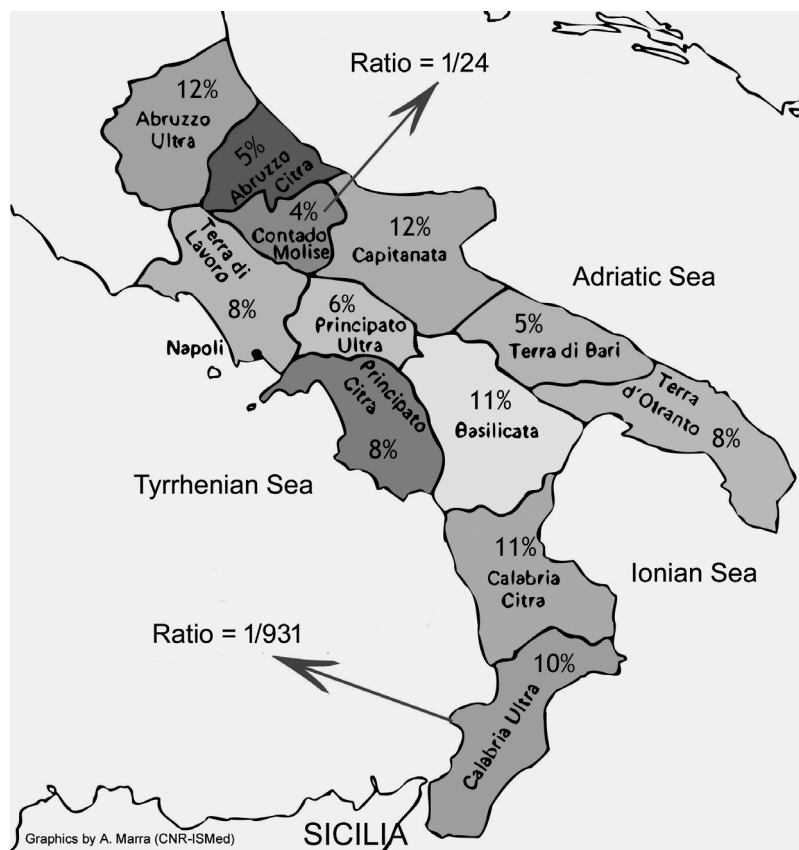 Ratio = 1/24
12%
Abruzzo
Ultra
5%
Abruzzo
Citra
4%
Contado
Molise
12%
Capitanata
Terra di
Lavoro
8%
Adriatic Sea
6%
Principato
Ultra
5%
Terra di Bari
Napoli
Principato
Citra
8%
11%
Basilicata
Terra
d'Otranto
8%
Tyrrhenian Sea
11%
Calabria
Citra
Ionian Sea
Ratio = 1/931
10%
Calabria Ultra
Graphics by A. Marra (CNR-ISMed)
SICILIA